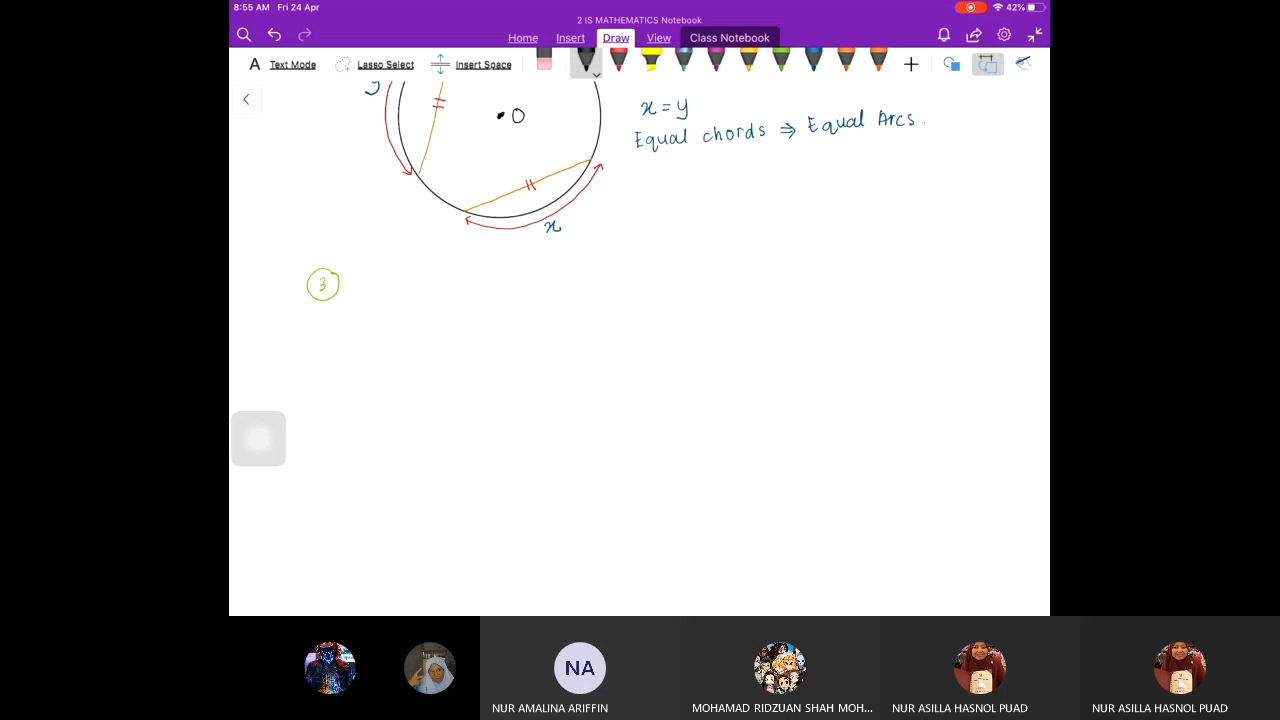 8:55 AM Fri 24 Apr
42%
2 IS MATHEMATICS Notebook
Home Insert Draw View Class Notebook
A Text Mode Lasso Select Insert Space
y
O
x = y
Equal chords ⇒ Equal Arcs.
x
3
NA
NUR AMALINA ARIFFIN
MOHAMAD RIDZUAN SHAH MOH...
NUR ASILLA HASNOL PUAD
NUR ASILLA HASNOL PUAD